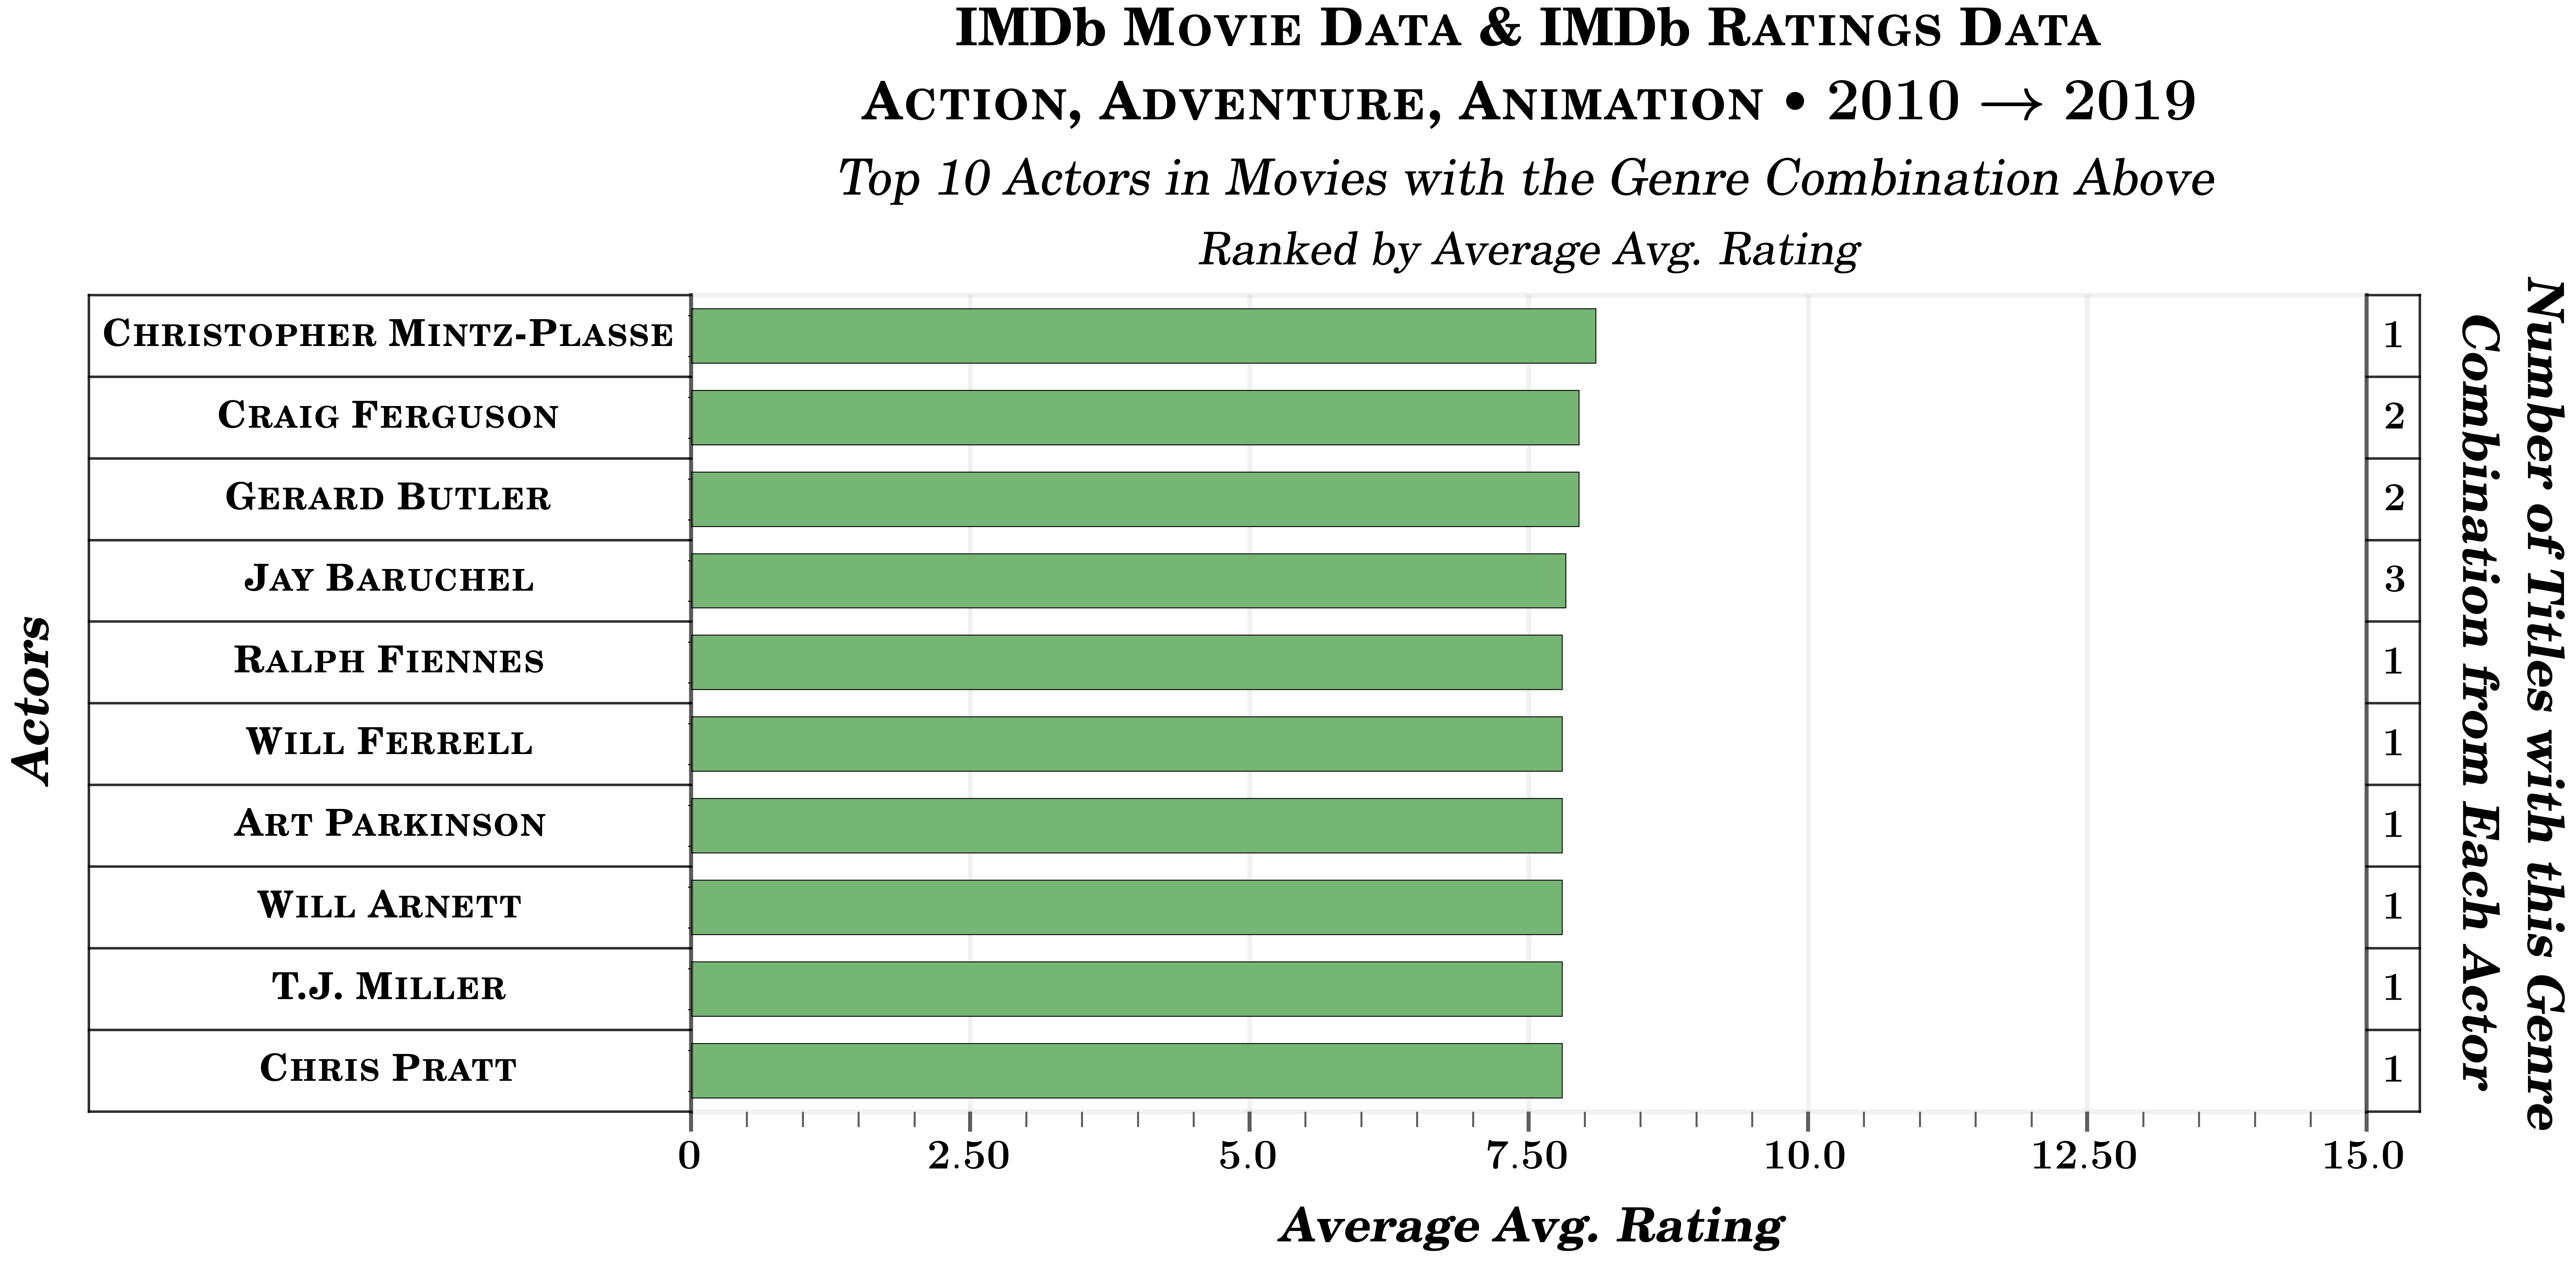 IMDb Movie Data & IMDb Ratings Data
Action, Adventure, Animation • 2010 → 2019
Top 10 Actors in Movies with the Genre Combination Above
Ranked by Average Avg. Rating
Actors
Christopher Mintz-Plasse 1
Craig Ferguson 2
Gerard Butler 2
Jay Baruchel 3
Ralph Fiennes 1
Will Ferrell 1
Art Parkinson 1
Will Arnett 1
T.J. Miller 1
Chris Pratt 1
0 2.50 5.0 7.50 10.0 12.50 15.0
Average Avg. Rating
Number of Titles with this Genre
Combination from Each Actor